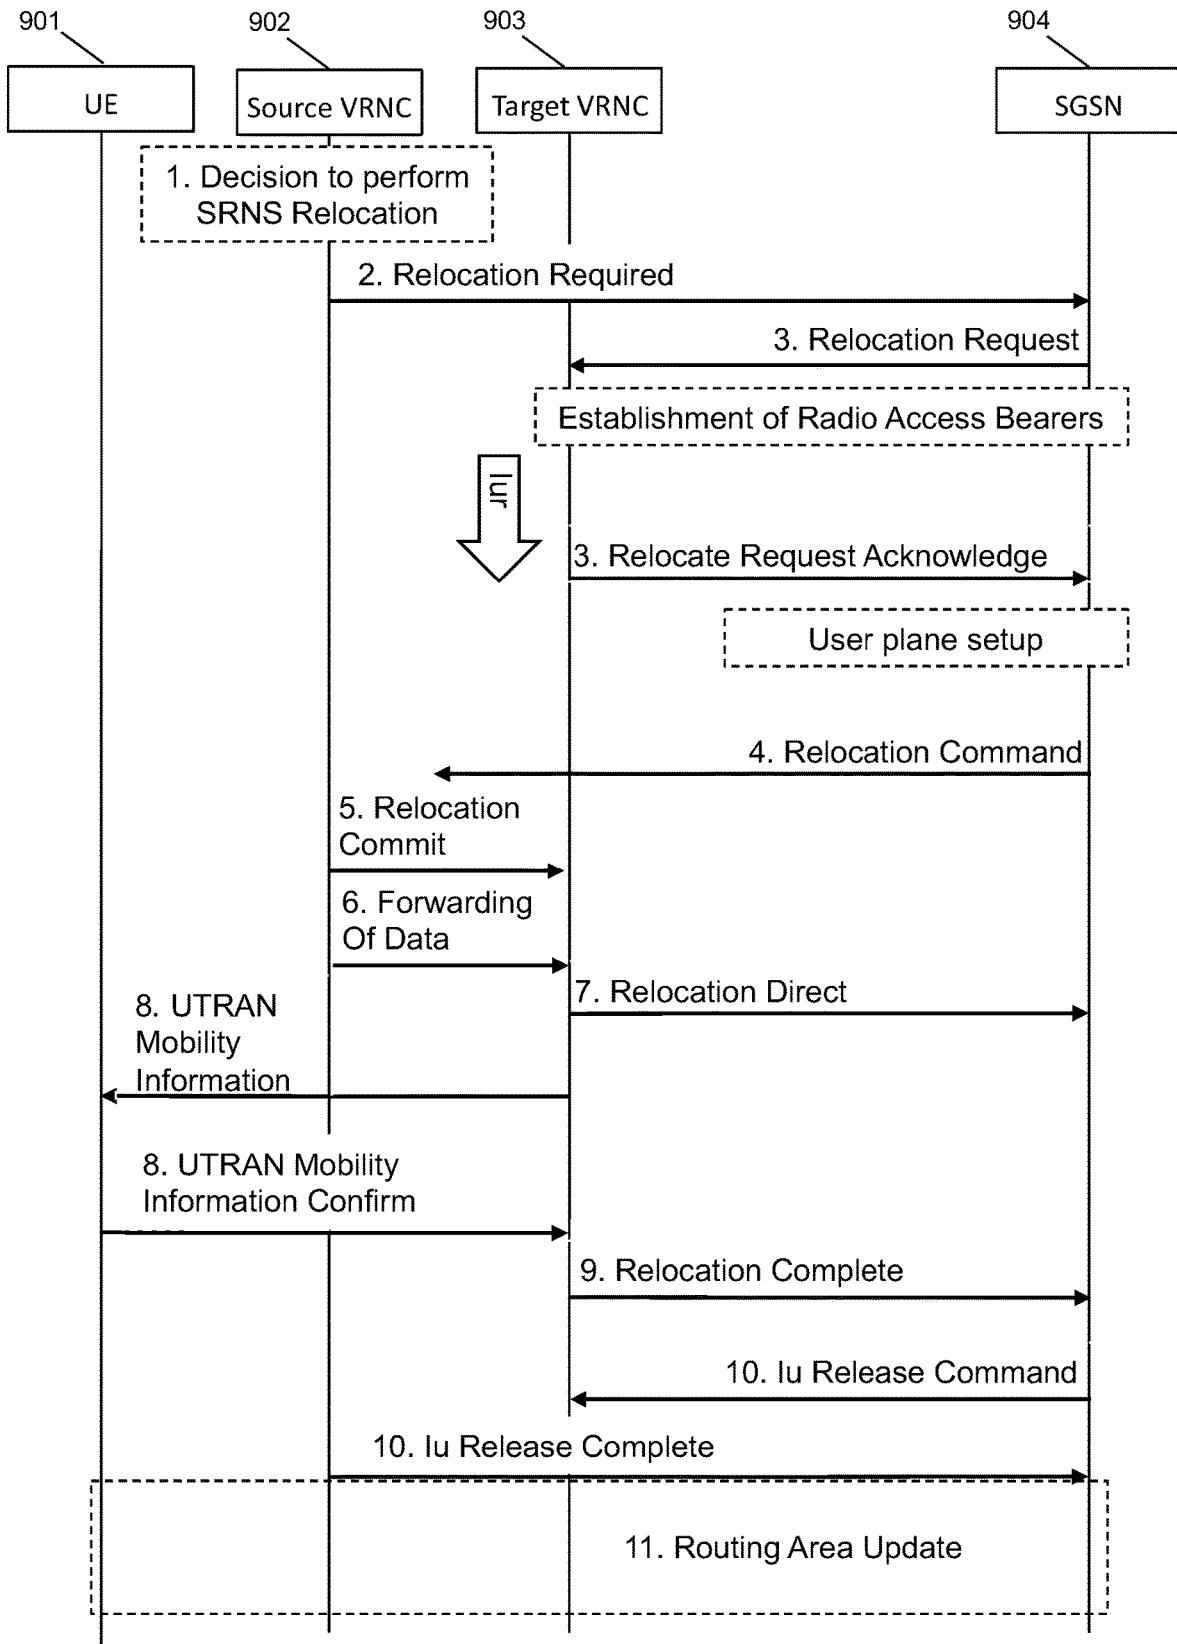 901
902
903
904
UE
Source VRNC
Target VRNC
SGSN
1. Decision to perform
SRNS Relocation
2. Relocation Required
3. Relocation Request
Establishment of Radio Access Bearers
Iur
3. Relocate Request Acknowledge
User plane setup
4. Relocation Command
5. Relocation
Commit
6. Forwarding
Of Data
7. Relocation Direct
8. UTRAN
Mobility
Information
8. UTRAN Mobility
Information Confirm
9. Relocation Complete
10. Iu Release Command
10. Iu Release Complete
11. Routing Area Update